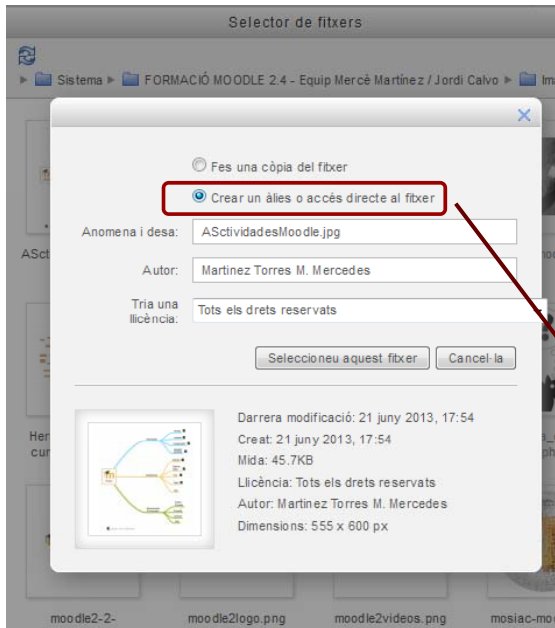 Selector de fitxers
Sistema ▶ FORMACIÓ MOODLE 2.4 - Equip Mercè Martínez / Jordi Calvo ▶ Im
Fes una còpia del fitxer
Crear un àlies o accés directe al fitxer
Anomena i desa: ASctividadesMoodle.jpg
ASct
Autor: Martinez Torres M. Mercedes
Tria una
llicència: Tots els drets reservats
Seleccioneu aquest fitxer Cancel·la
Darrera modificació: 21 juny 2013, 17:54
Creat: 21 juny 2013, 17:54
Mida: 45.7KB
Llicència: Tots els drets reservats
Autor: Martinez Torres M. Mercedes
Dimensions: 555 x 600 px
Her
cur
moodle2-2- moodle2logo.png moodle2videos.png mosiac-moo